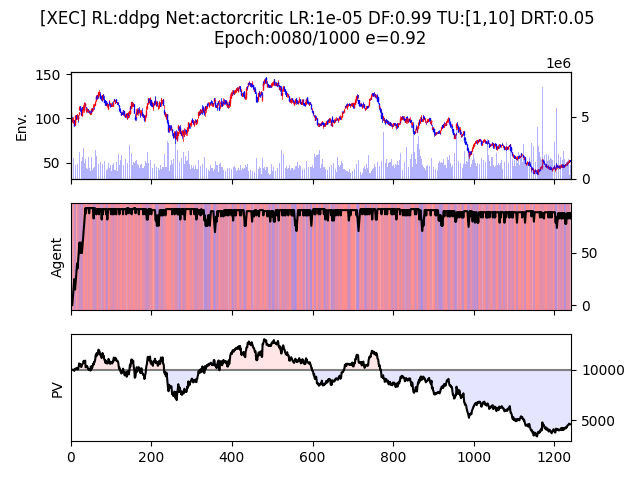 [XEC] RL:ddpg Net:actorcritic LR:1e-05 DF:0.99 TU:[1,10] DRT:0.05
Epoch:0080/1000 e=0.92
1e6
150
100
50
Env.
5
0
Agent
50
0
PV
10000
5000
0 200 400 600 800 1000 1200